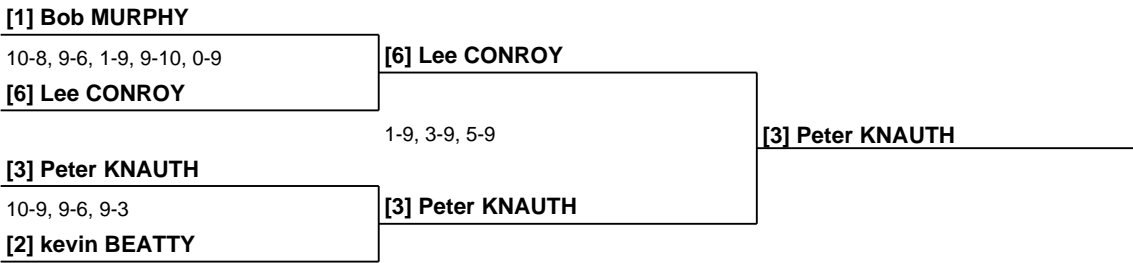 [1] Bob MURPHY
10-8, 9-6, 1-9, 9-10, 0-9
[6] Lee CONROY
[6] Lee CONROY
1-9, 3-9, 5-9
[3] Peter KNAUTH
[3] Peter KNAUTH
10-9, 9-6, 9-3
[3] Peter KNAUTH
[2] kevin BEATTY